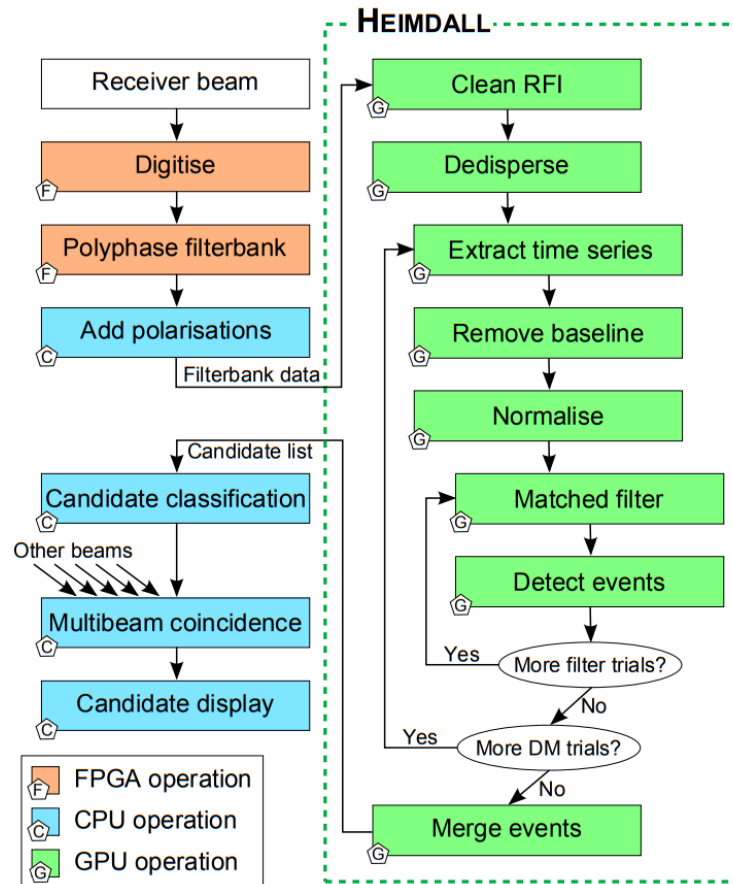 HEIMDALL
Receiver beam
F
Digitise
F
Polyphase filterbank
C
Add polarisations
Filterbank data
G
Clean RFI
G
Dedisperse
G
Extract time series
G
Remove baseline
G
Normalise
G
Matched filter
G
Detect events
More filter trials?
Yes
No
More DM trials?
Yes
No
G
Merge events
Candidate list
C
Candidate classification
Other beams
C
Multibeam coincidence
C
Candidate display
F
FPGA operation
C
CPU operation
G
GPU operation